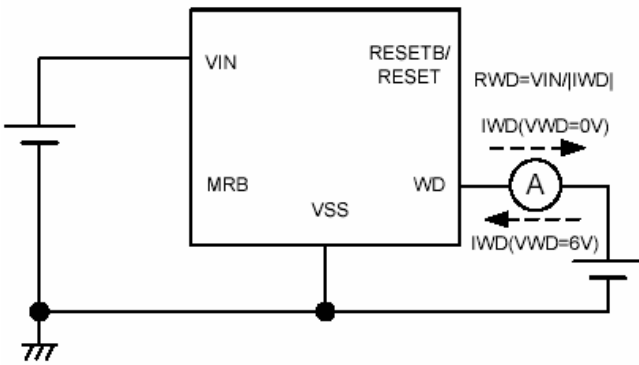 VIN
RESETB/
RESET
RWD=VIN/|IWD|
IWD(VWD=0V)
MRB
WD
A
VSS
IWD(VWD=6V)